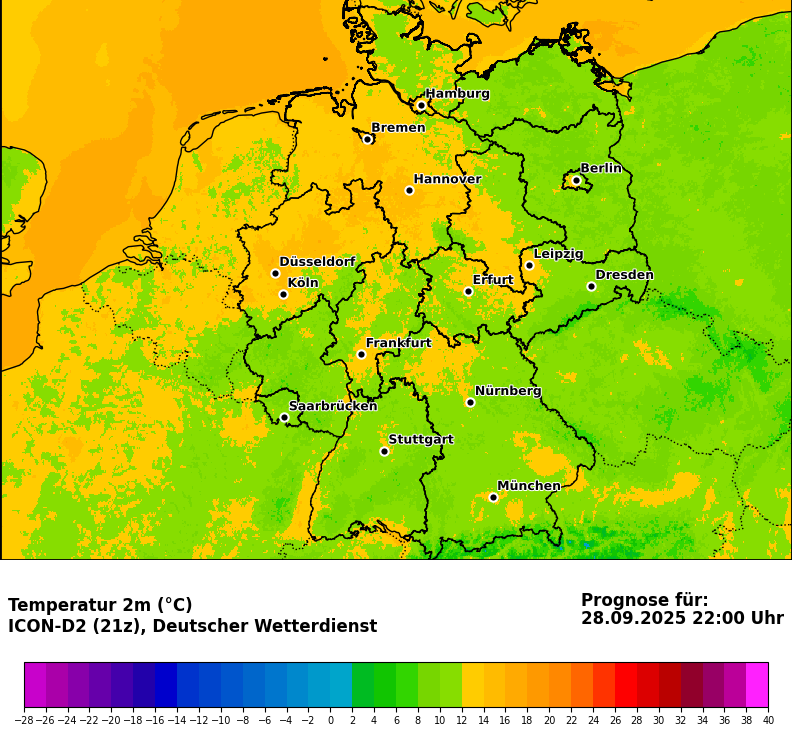 Hamburg
Bremen
Berlin
Hannover
Leipzig
Düsseldorf
Dresden
Köln
Erfurt
Frankfurt
Nürnberg
Saarbrücken
Stuttgart
München
Temperatur 2m (°C)
ICON-D2 (21z), Deutscher Wetterdienst
Prognose für:
28.09.2025 22:00 Uhr
−28 −26 −24 −22 −20 −18 −16 −14 −12 −10 −8 −6 −4 −2 0 2 4 6 8 10 12 14 16 18 20 22 24 26 28 30 32 34 36 38 40